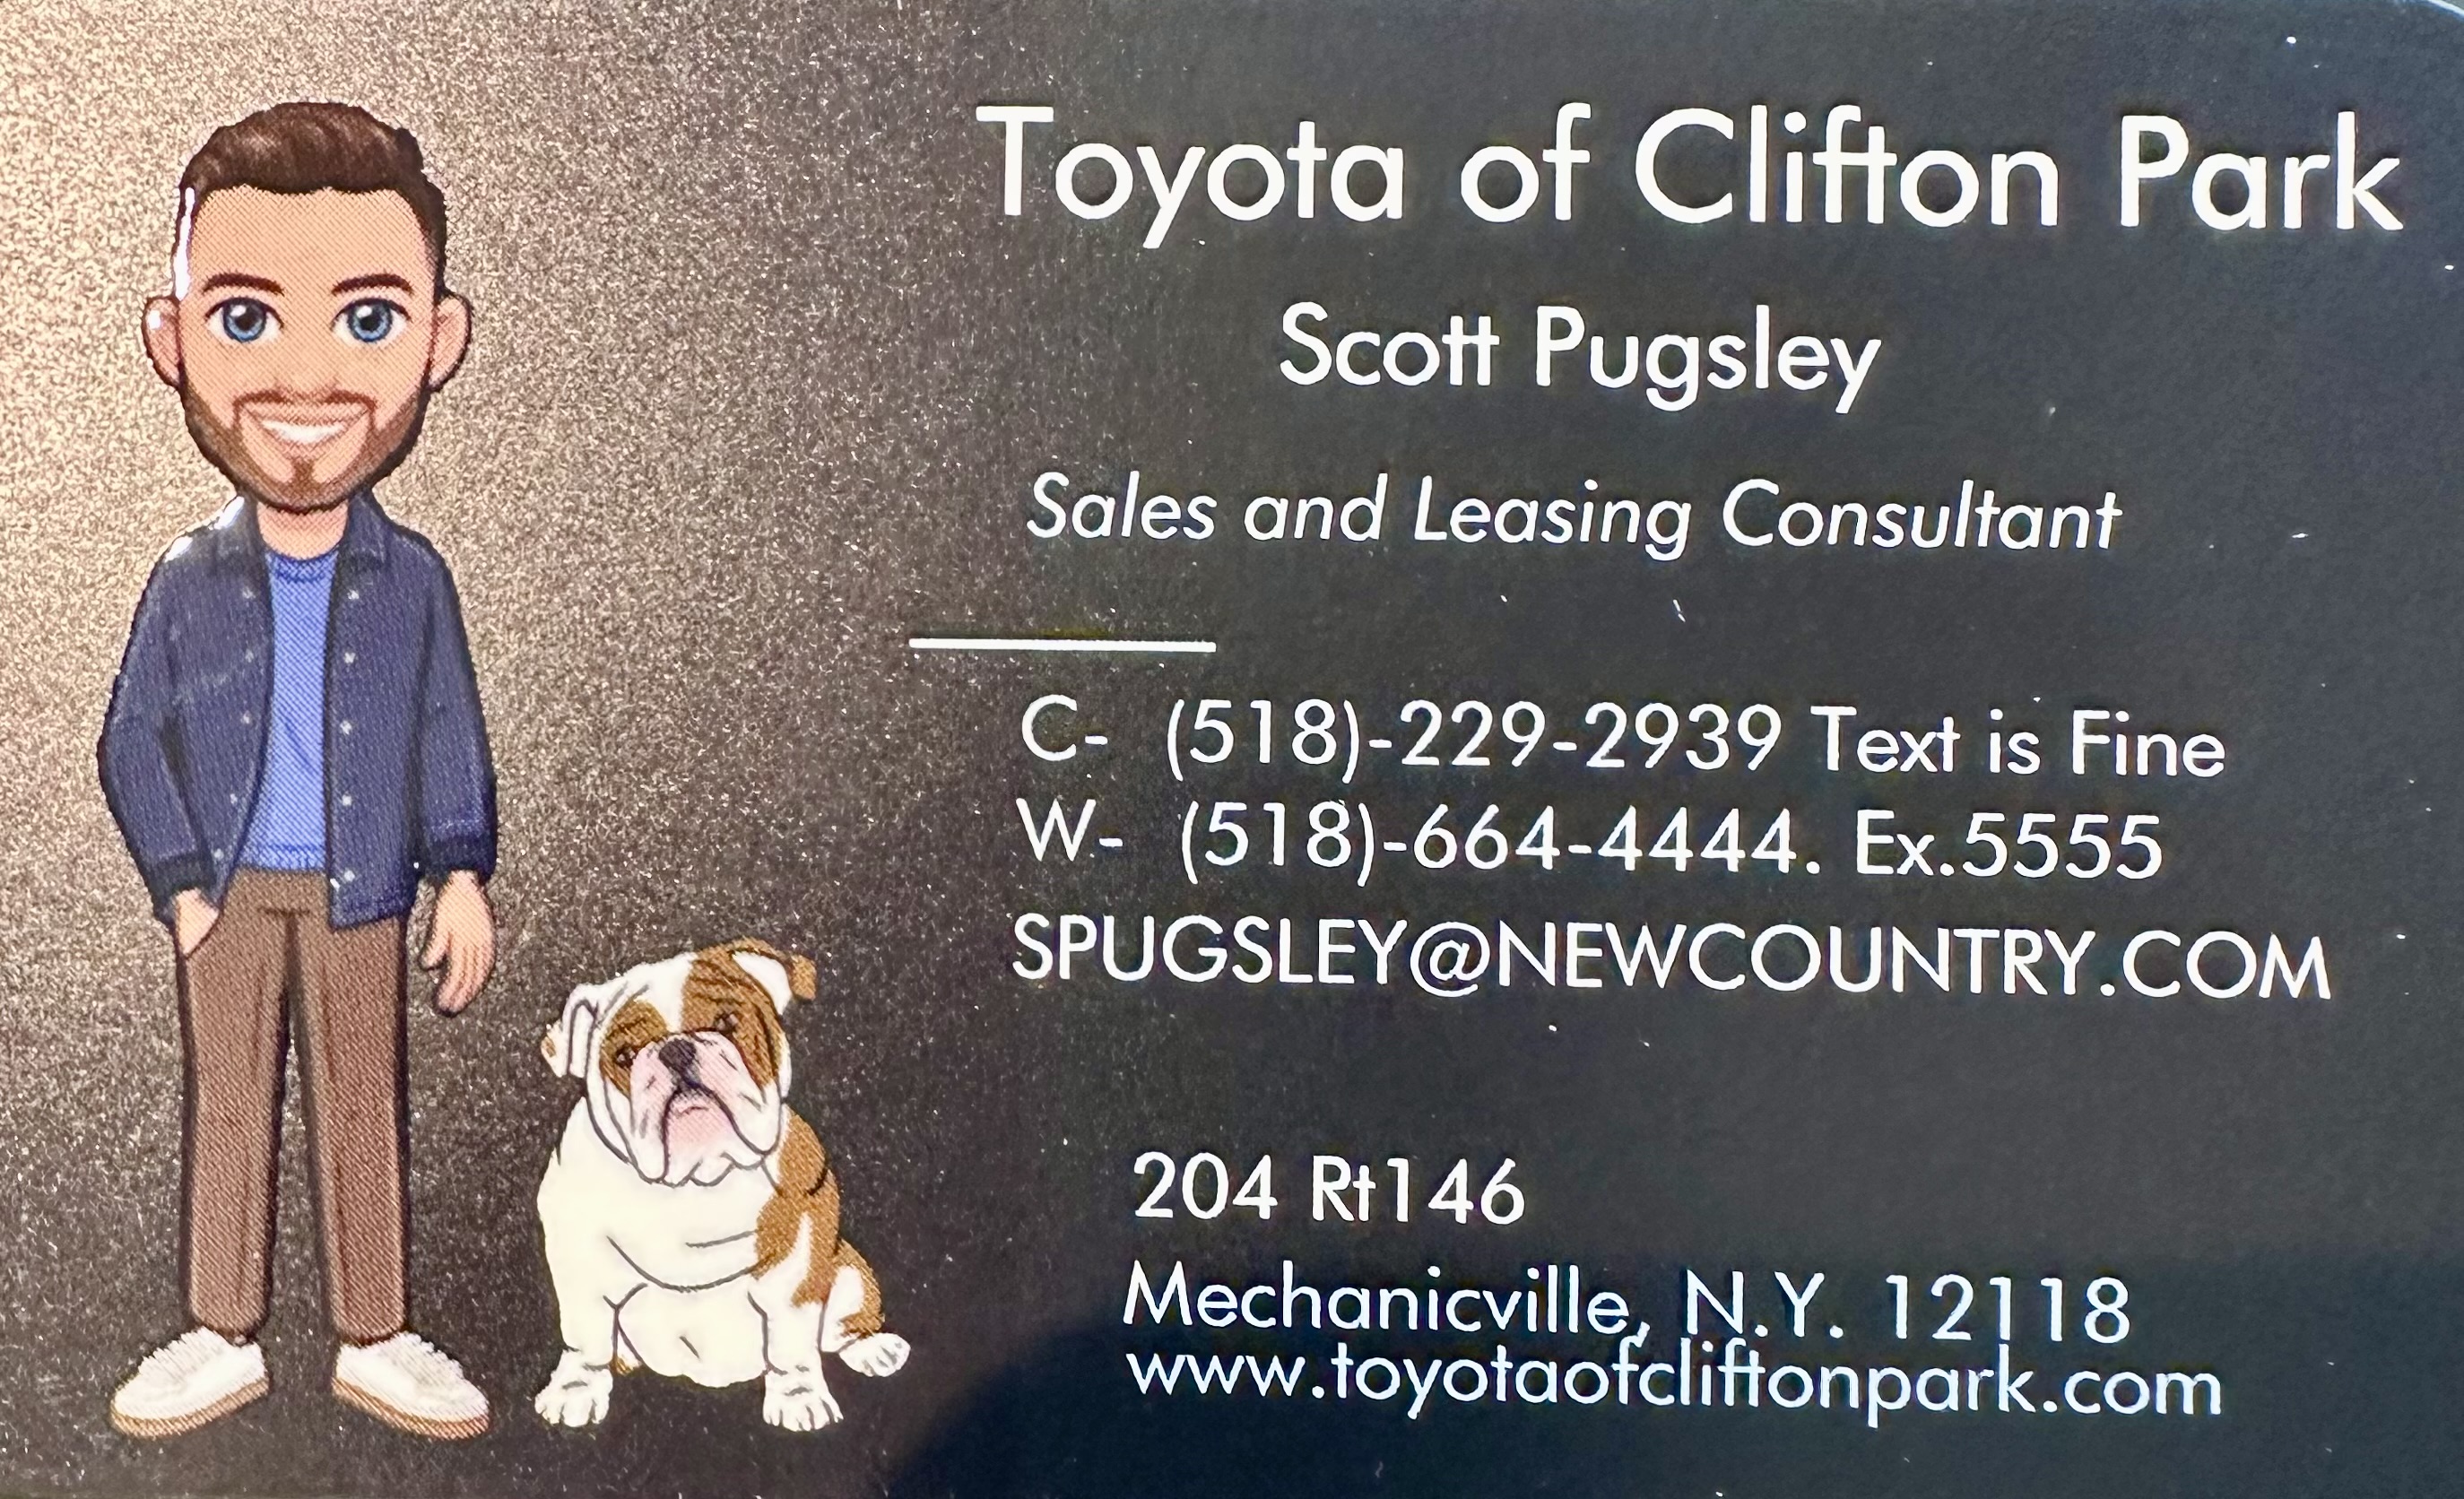 Toyota of Clifton Park
Scott Pugsley
Sales and Leasing Consultant
C- (518)-229-2939 Text is Fine
W- (518)-664-4444. Ex.5555
SPUGSLEY@NEWCOUNTRY.COM
204 Rt146
Mechanicville, N.Y. 12118
www.toyotaofcliftonpark.com